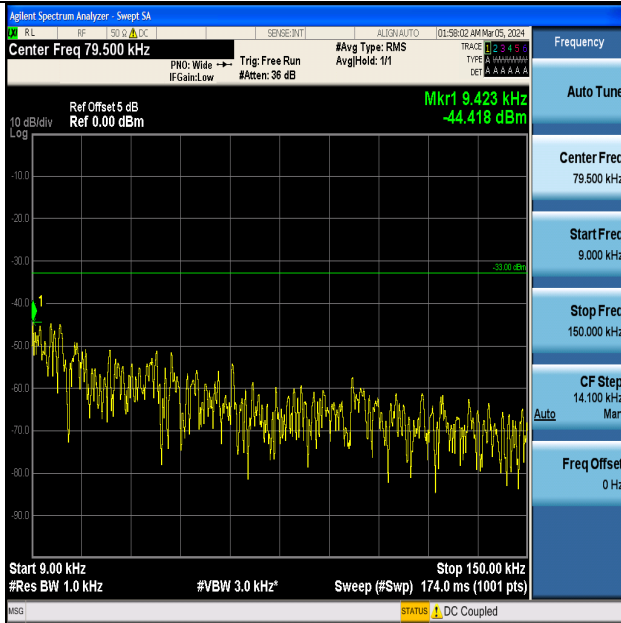 Agilent Spectrum Analyzer - Swept SA
RL RF 50 Ω DC SENSE:INT ALIGN AUTO 01:58:02 AM Mar 05, 2024
Center Freq 79.500 kHz
PNO: Wide
IFGain:Low
Trig: Free Run
#Atten: 36 dB
#Avg Type: RMS
Avg|Hold: 1/1
TRACE 1 2 3 4 5 6
TYPE A
DET A A A A A A
Mkr1 9.423 kHz
-44.418 dBm
Ref Offset 5 dB
10 dB/div Ref 0.00 dBm
Log
-10.0
-20.0
-30.0
-33.00 dBm
-40.0
1
-50.0
-60.0
-70.0
-80.0
-90.0
Start 9.00 kHz Stop 150.00 kHz
#Res BW 1.0 kHz #VBW 3.0 kHz* Sweep (#Swp) 174.0 ms (1001 pts)
MSG STATUS DC Coupled
Frequency
Auto Tune
Center Freq
79.500 kHz
Start Freq
9.000 kHz
Stop Freq
150.000 kHz
CF Step
14.100 kHz
Auto Man
Freq Offset
0 Hz